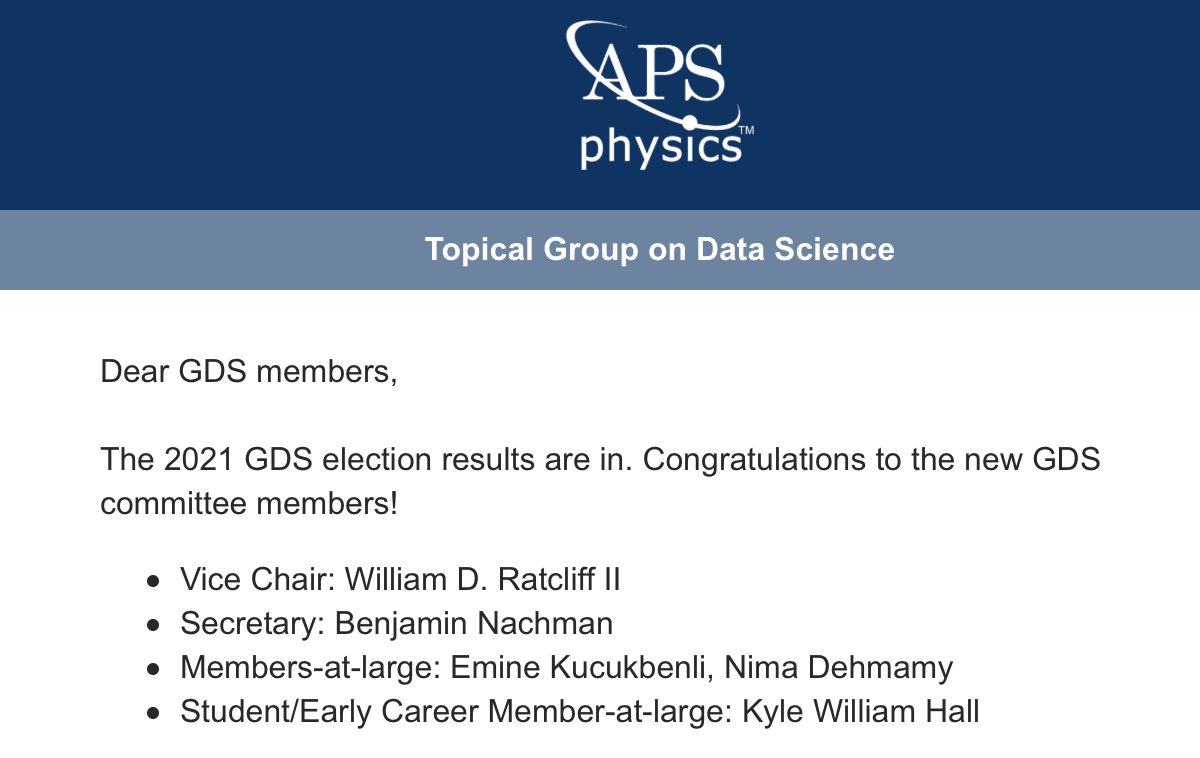 APS
physics™
Topical Group on Data Science
Dear GDS members,
The 2021 GDS election results are in. Congratulations to the new GDS
committee members!
• Vice Chair: William D. Ratcliff II
• Secretary: Benjamin Nachman
• Members-at-large: Emine Kucukbenli, Nima Dehmamy
• Student/Early Career Member-at-large: Kyle William Hall